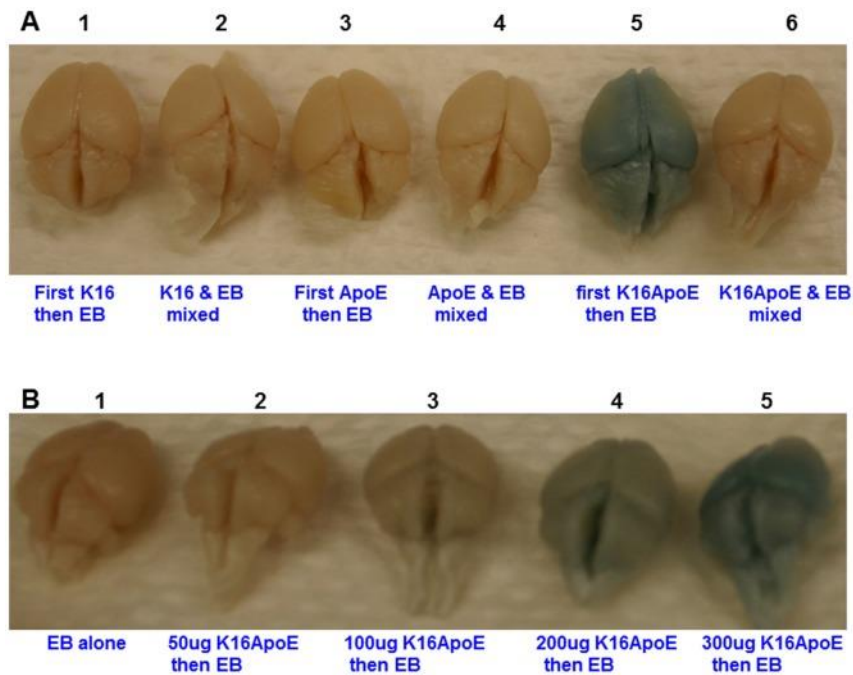 A 1 2 3 4 5 6
First K16 K16 & EB First ApoE ApoE & EB first K16ApoE K16ApoE & EB
then EB mixed then EB mixed then EB mixed
B 1 2 3 4 5
EB alone 50ug K16ApoE 100ug K16ApoE 200ug K16ApoE 300ug K16ApoE
then EB then EB then EB then EB